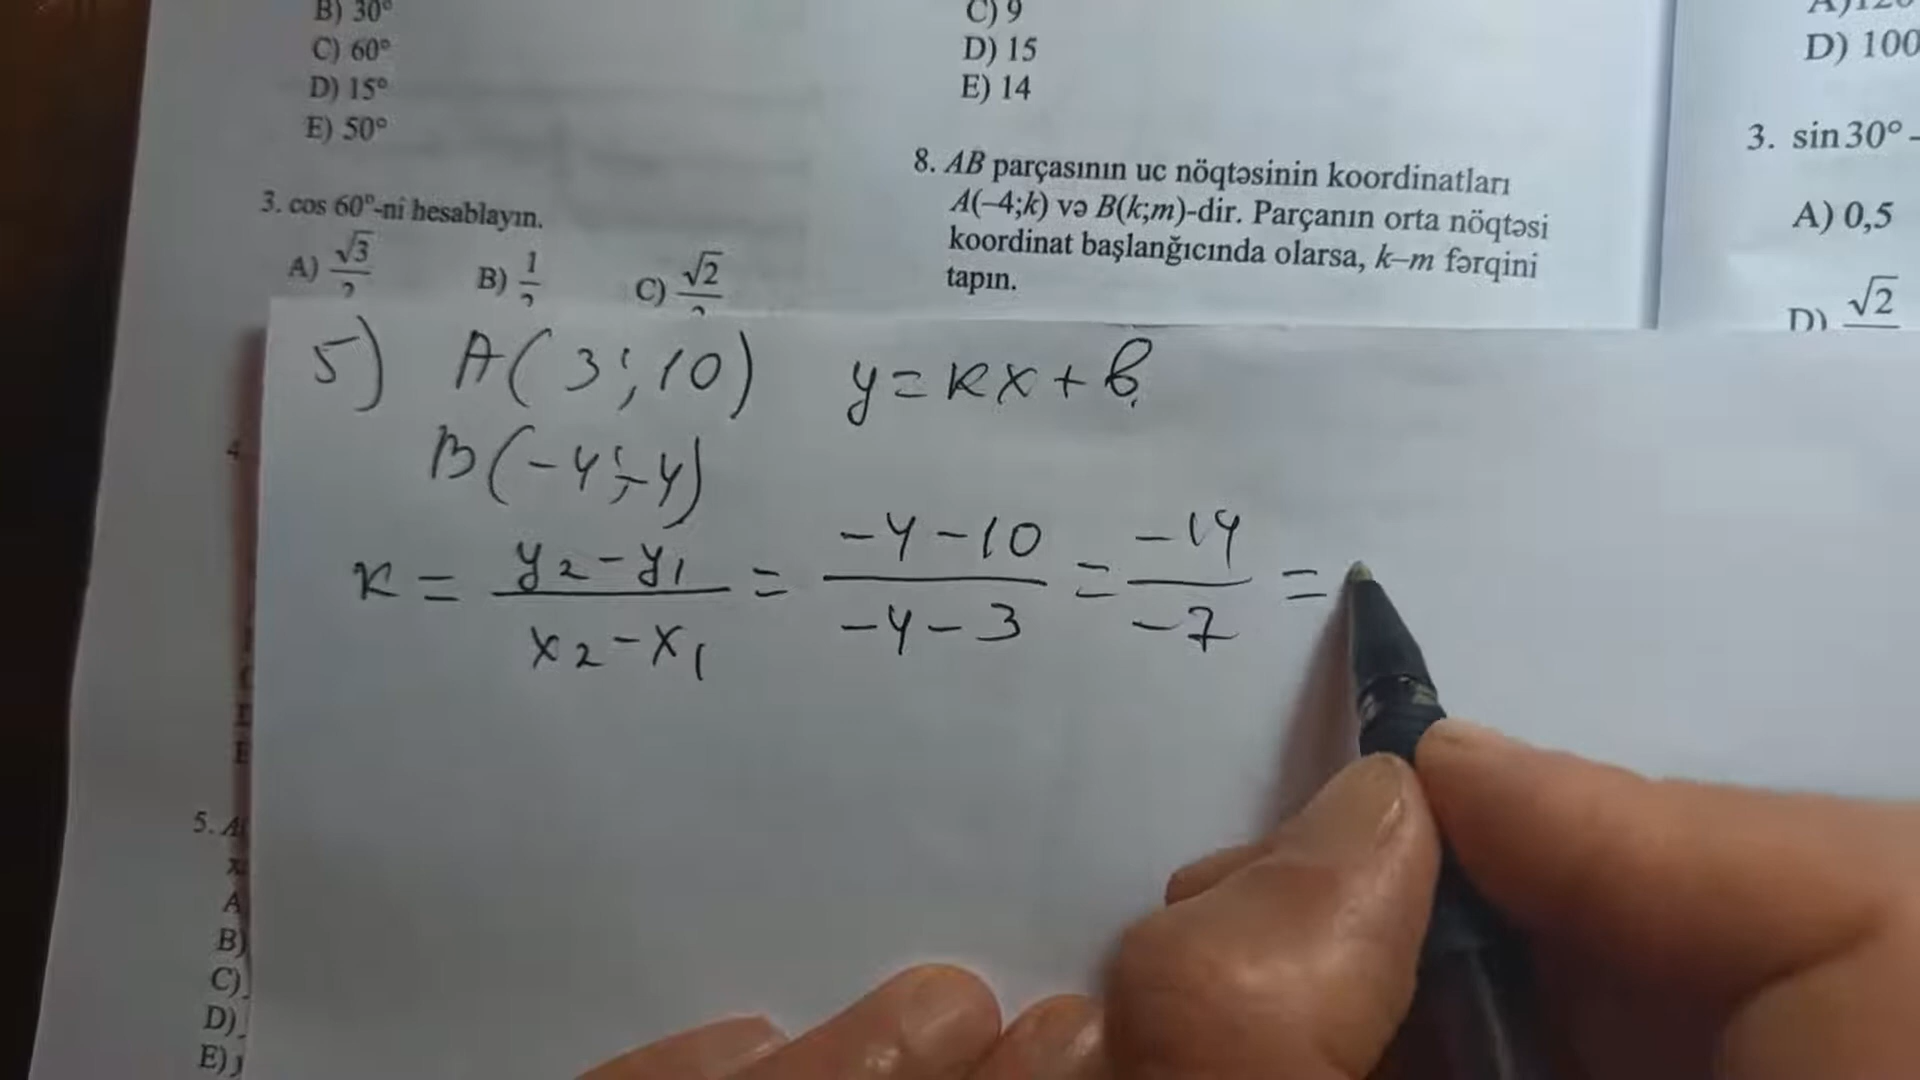 B) 30°
C) 60°
D) 15°
E) 50°
3. cos 60°-ni hesablayın.
A) √3/2 B) 1/2 C) √2/2
C) 9
D) 15
E) 14
8. AB parçasının uc nöqtəsinin koordinatları
A(–4;k) və B(k;m)-dir. Parçanın orta nöqtəsi
koordinat başlanğıcında olarsa, k–m fərqini
tapın.
D) 100
3. sin 30° -
A) 0,5
D) √2
5) A(3;10) y=kx+b
B(-4;-4)
k = y₂-y₁/x₂-x₁ = -4-10/-4-3 = -14/-7 =
4.
5. A
A
B)
C)
D)
E)